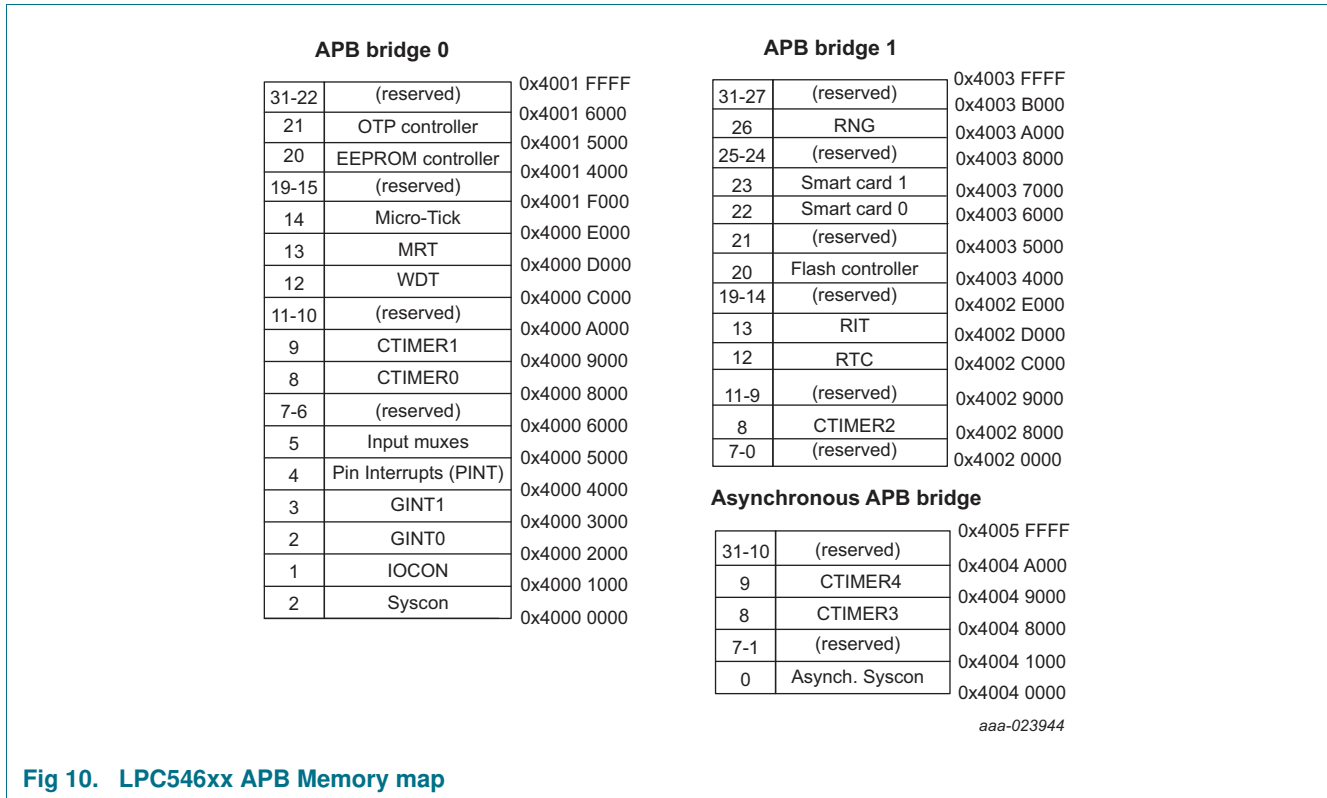 APB bridge 0
0x4001 FFFF
31-22 (reserved)
0x4001 6000
21 OTP controller
0x4001 5000
20 EEPROM controller
0x4001 4000
19-15 (reserved)
0x4001 F000
14 Micro-Tick
0x4000 E000
13 MRT
0x4000 D000
12 WDT
0x4000 C000
11-10 (reserved)
0x4000 A000
9 CTIMER1
0x4000 9000
8 CTIMER0
0x4000 8000
7-6 (reserved)
0x4000 6000
5 Input muxes
0x4000 5000
4 Pin Interrupts (PINT)
0x4000 4000
3 GINT1
0x4000 3000
2 GINT0
0x4000 2000
1 IOCON
0x4000 1000
2 Syscon
0x4000 0000
APB bridge 1
0x4003 FFFF
31-27 (reserved)
0x4003 B000
26 RNG
0x4003 A000
25-24 (reserved)
0x4003 8000
23 Smart card 1
0x4003 7000
22 Smart card 0
0x4003 6000
21 (reserved)
0x4003 5000
20 Flash controller
0x4003 4000
19-14 (reserved)
0x4002 E000
13 RIT
0x4002 D000
12 RTC
0x4002 C000
11-9 (reserved)
0x4002 9000
8 CTIMER2
0x4002 8000
7-0 (reserved)
0x4002 0000
Asynchronous APB bridge
0x4005 FFFF
31-10 (reserved)
0x4004 A000
9 CTIMER4
0x4004 9000
8 CTIMER3
0x4004 8000
7-1 (reserved)
0x4004 1000
0 Asynch. Syscon
0x4004 0000
aaa-023944
Fig 10. LPC546xx APB Memory map